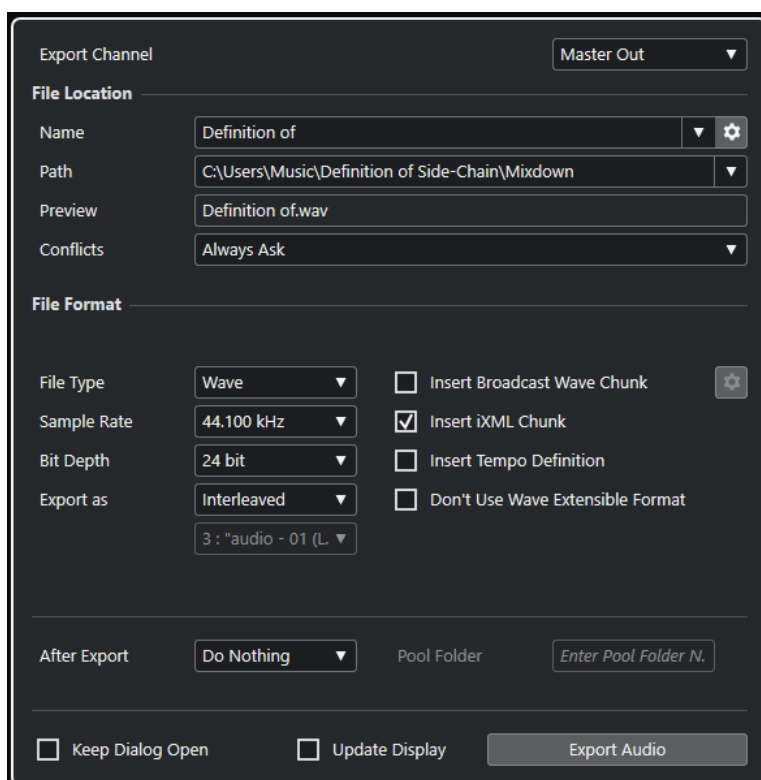 Export Channel Master Out
File Location
Name Definition of
Path C:\Users\Music\Definition of Side-Chain\Mixdown
Preview Definition of.wav
Conflicts Always Ask
File Format
File Type Wave Insert Broadcast Wave Chunk
Sample Rate 44.100 kHz Insert iXML Chunk
Bit Depth 24 bit Insert Tempo Definition
Export as Interleaved Don't Use Wave Extensible Format
3 : "audio - 01 (L.
After Export Do Nothing Pool Folder Enter Pool Folder N.
Keep Dialog Open Update Display Export Audio